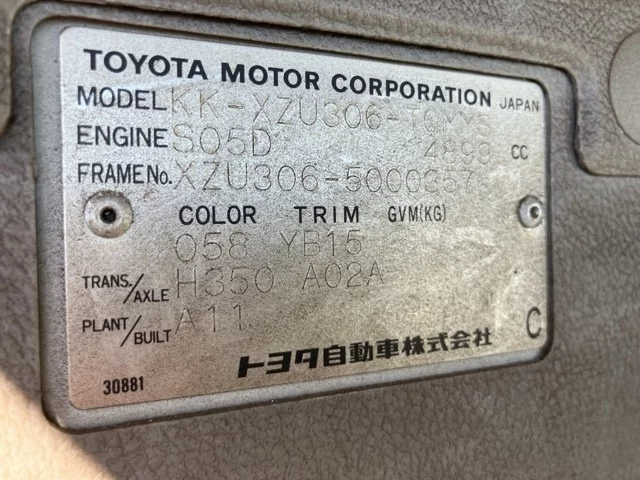 TOYOTA MOTOR CORPORATION
MODEL KK-XZU306-TQMXS JAPAN
ENGINE S05D 4899 CC
FRAME No. XZU306-5000357
COLOR TRIM GVM(KG)
058 YB15
TRANS./AXLE H350 A02A
PLANT/BUILT A11
C
トヨタ自動車株式会社
30881